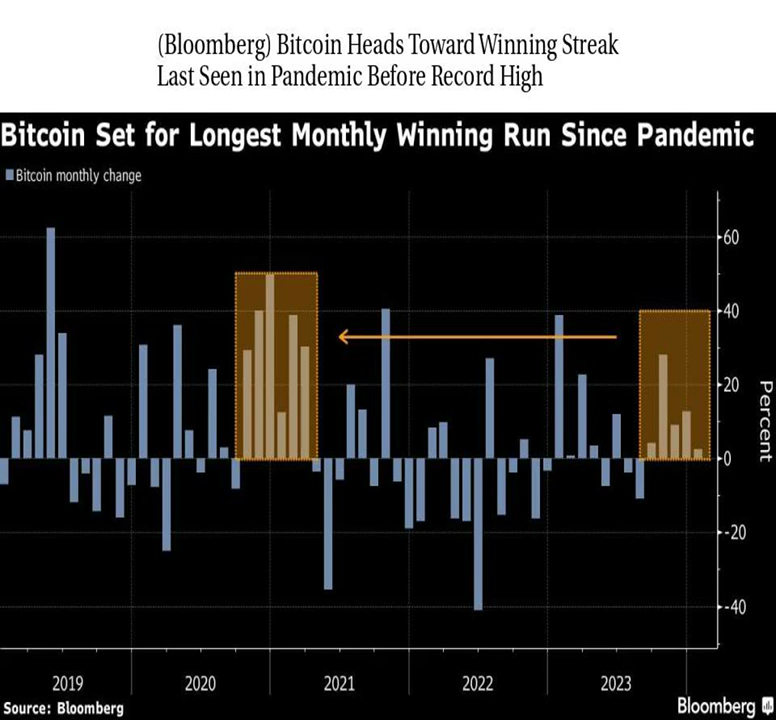 (Bloomberg) Bitcoin Heads Toward Winning Streak
Last Seen in Pandemic Before Record High
Bitcoin Set for Longest Monthly Winning Run Since Pandemic
Bitcoin monthly change
60
40
20
0
-20
-40
Percent
2019 2020 2021 2022 2023
Source: Bloomberg
Bloomberg